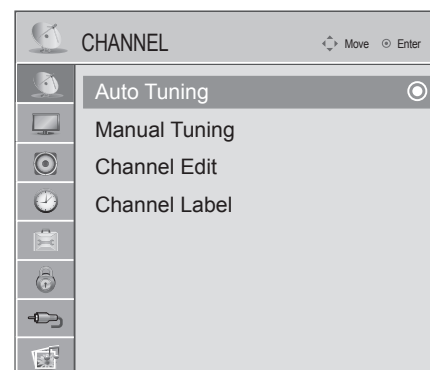 CHANNEL Move Enter
Auto Tuning
Manual Tuning
Channel Edit
Channel Label